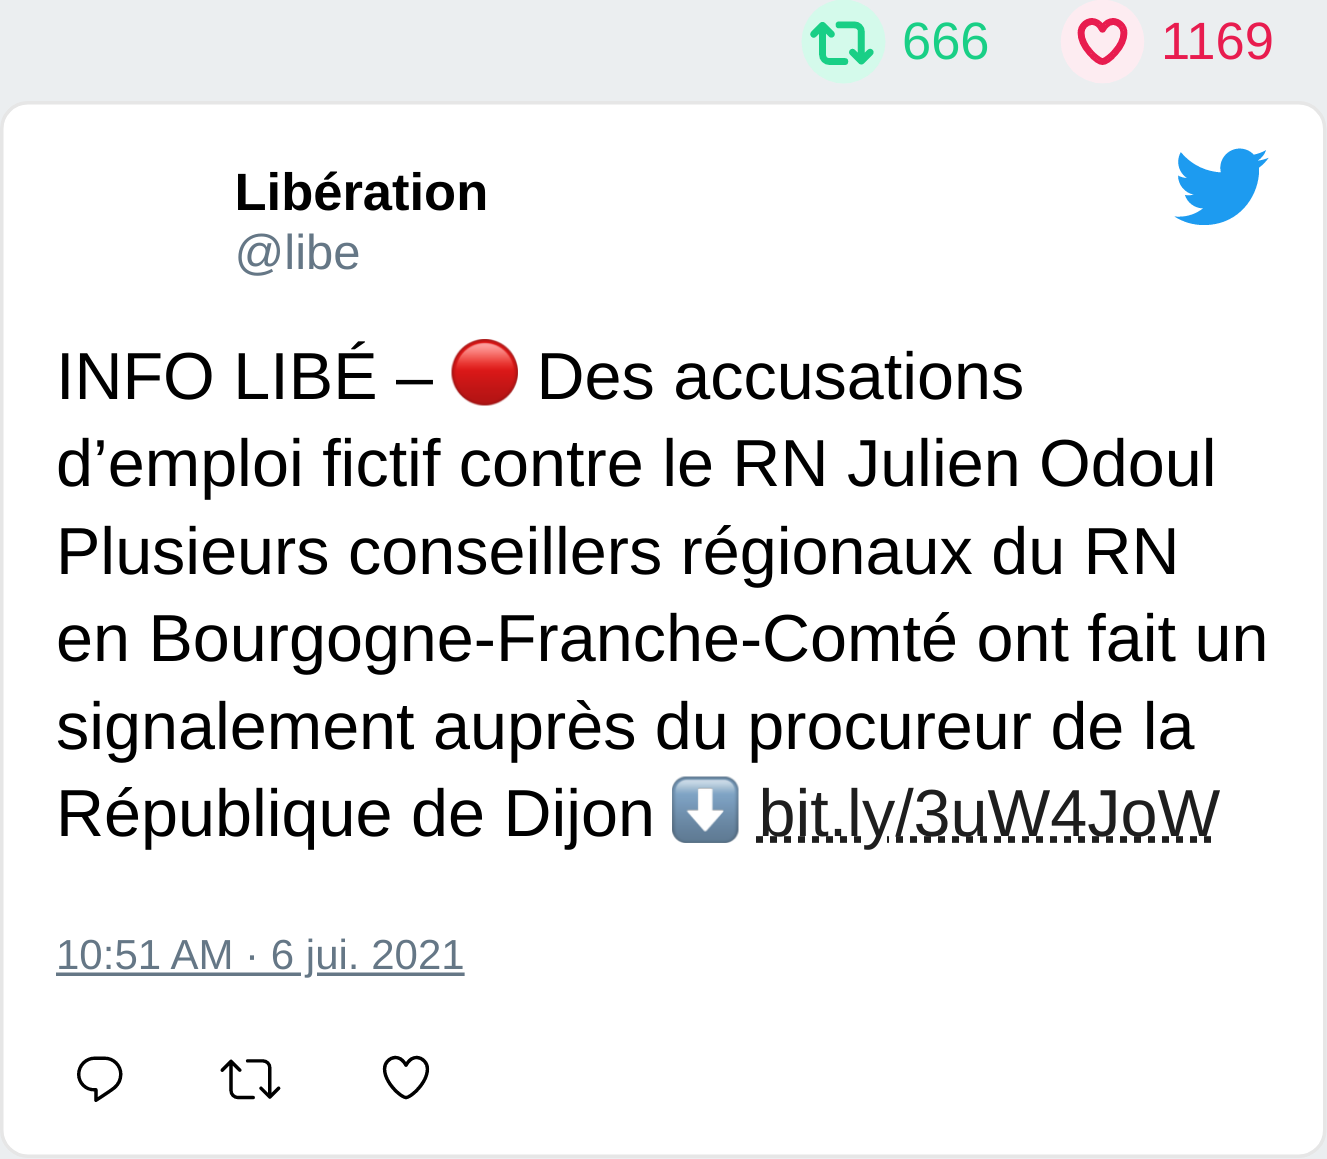 666 1169
Libération
@libe
INFO LIBÉ – 🔴 Des accusations
d’emploi fictif contre le RN Julien Odoul
Plusieurs conseillers régionaux du RN
en Bourgogne-Franche-Comté ont fait un
signalement auprès du procureur de la
République de Dijon ⬇️ bit.ly/3uW4JoW
10:51 AM · 6 jui. 2021